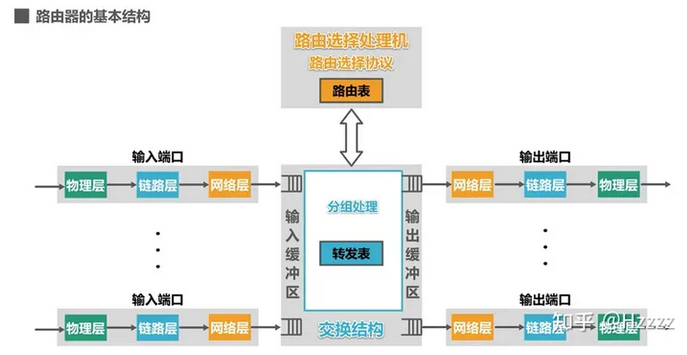 路由器的基本结构
路由选择处理机
路由选择协议
路由表
输入端口
输出端口
物理层
链路层
网络层
网络层
链路层
物理层
输入缓冲区
分组处理
转发表
输出缓冲区
输入端口
输出端口
物理层
链路层
网络层
交换结构
网络层
链路层
物理层
知乎 @Hzzzz